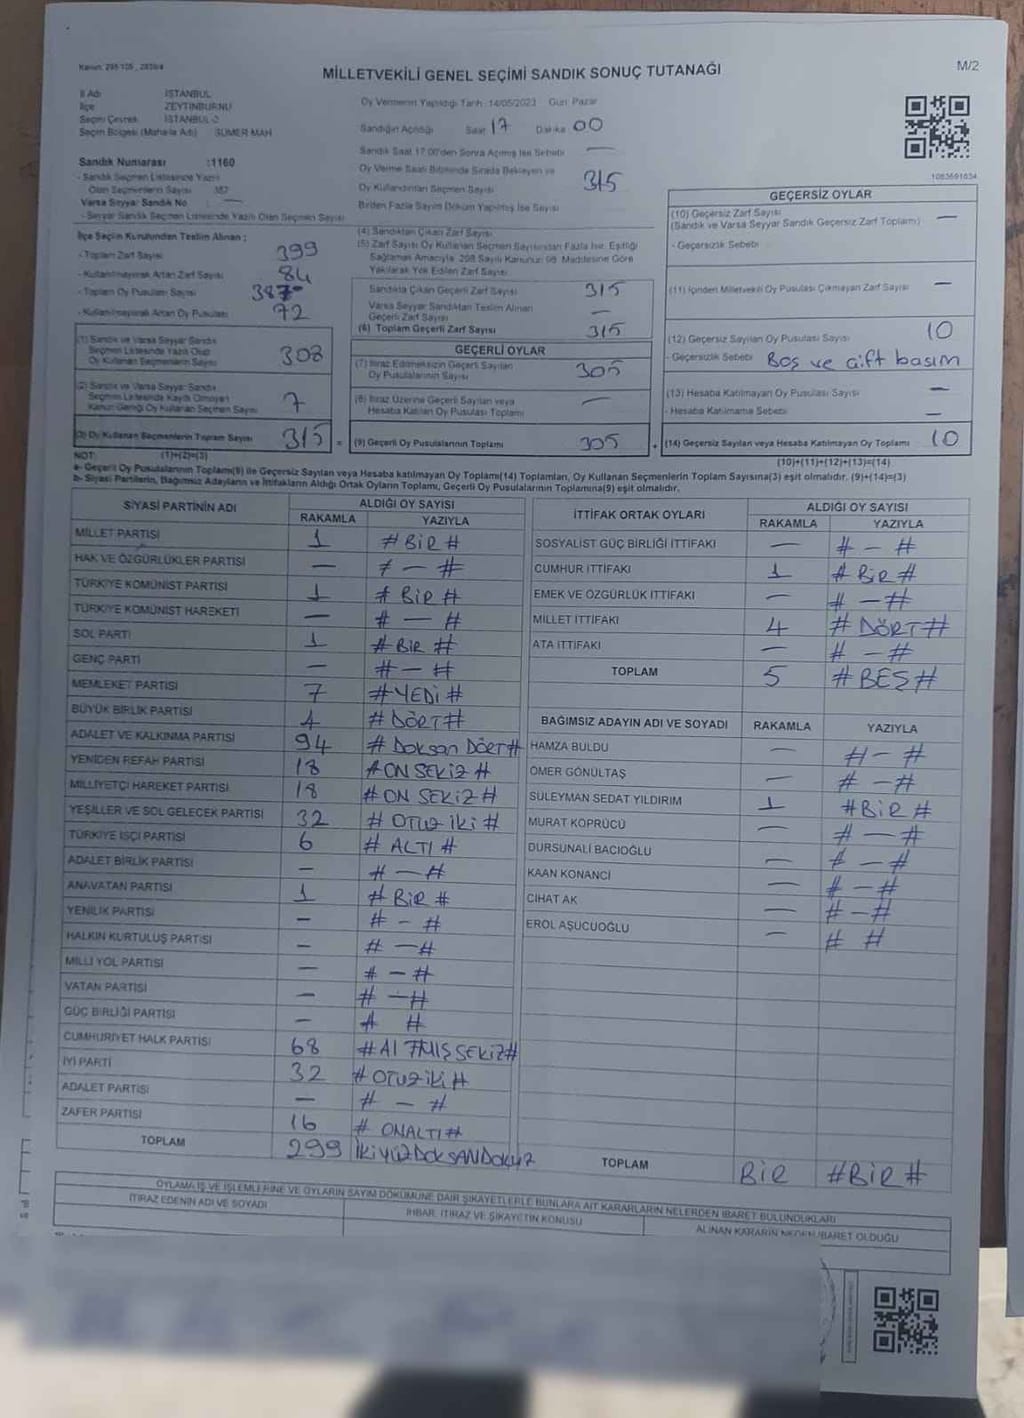 Kanun: 298/105, 2839/4
M/2
MİLLETVEKİLİ GENEL SEÇİMİ SANDIK SONUÇ TUTANAĞI
İl Adı İSTANBUL
İlçe ZEYTİNBURNU
Seçim Çevresi İSTANBUL-2
Seçim Bölgesi (Mahalle Adı) SÜMER MAH
Sandık Numarası :1160
- Sandık Seçmen Listesinde Yazılı
Olan Seçmenlerin Sayısı 387
Varsa Seyyar Sandık No —
- Seyyar Sandık Seçmen Listesinde Yazılı Olan Seçmen Sayısı
Oy Vermenin Yapıldığı Tarih :14/05/2023 Gün: Pazar
Sandığın Açıldığı Saat 17 Dakika 00
Sandık Saat 17:00'den Sonra Açılmış İse Sebebi —
Oy Verme Saati Bitiminde Sırada Bekleyen ve
Oy Kullandırılan Seçmen Sayısı 315
Birden Fazla Sayım Döküm Yapılmış İse Sayısı
1083691634
İlçe Seçim Kurulundan Teslim Alınan ;
- Toplam Zarf Sayısı 399
- Kullanılmayarak Artan Zarf Sayısı 84
- Toplam Oy Pusulası Sayısı 387
- Kullanılmayarak Artan Oy Pusulası 72
(1) Sandık ve Varsa Seyyar Sandık
Seçmen Listesinde Yazılı Olup
Oy Kullanan Seçmenlerin Sayısı 308
(2) Sandık ve Varsa Seyyar Sandık
Seçmen Listesinde Kayıtlı Olmayıp
Kanun Gereği Oy Kullanan Seçmen Sayısı 7
(3) Oy Kullanan Seçmenlerin Toplam Sayısı 315 =
(4) Sandıktan Çıkan Zarf Sayısı
(5) Zarf Sayısı Oy Kullanan Seçmen Sayısından Fazla İse, Eşitliği
Sağlamak Amacıyla, 298 Sayılı Kanunun 98. Maddesine Göre
Yakılarak Yok Edilen Zarf Sayısı
Sandıkta Çıkan Geçerli Zarf Sayısı 315
Varsa Seyyar Sandıktan Teslim Alınan
Geçerli Zarf Sayısı —
(6) Toplam Geçerli Zarf Sayısı 315
GEÇERLİ OYLAR
(7) İtiraz Edilmeksizin Geçerli Sayılan
Oy Pusulalarının Sayısı 305
(8) İtiraz Üzerine Geçerli Sayılan veya
Hesaba Katılan Oy Pusulası Toplamı —
(9) Geçerli Oy Pusulalarının Toplamı 305 +
GEÇERSİZ OYLAR
(10) Geçersiz Zarf Sayısı —
(Sandık ve Varsa Seyyar Sandık Geçersiz Zarf Toplamı)
- Geçersizlik Sebebi
(11) İçinden Milletvekili Oy Pusulası Çıkmayan Zarf Sayısı —
(12) Geçersiz Sayılan Oy Pusulası Sayısı 10
- Geçersizlik Sebebi Boş ve Çift basım
(13) Hesaba Katılmayan Oy Pusulası Sayısı —
- Hesaba Katılmama Sebebi —
(14) Geçersiz Sayılan veya Hesaba Katılmayan Oy Toplamı 10
NOT: (1)+(2)=(3)
(10)+(11)+(12)+(13)=(14)
a- Geçerli Oy Pusulalarının Toplamı(9) ile Geçersiz Sayılan veya Hesaba katılmayan Oy Toplamı(14) Toplamları, Oy Kullanan Seçmenlerin Toplam Sayısına(3) eşit olmalıdır. (9)+(14)=(3)
b- Siyasi Partilerin, Bağımsız Adayların ve İttifakların Aldığı Ortak Oyların Toplamı, Geçerli Oy Pusulalarının Toplamına(9) eşit olmalıdır.
SİYASİ PARTİNİN ADI ALDIĞI OY SAYISI
RAKAMLA YAZIYLA
MİLLET PARTİSİ 1 # BİR #
HAK VE ÖZGÜRLÜKLER PARTİSİ — # — #
TÜRKİYE KOMÜNİST PARTİSİ 1 # BİR #
TÜRKİYE KOMÜNİST HAREKETİ — # — #
SOL PARTİ 1 # BİR #
GENÇ PARTİ — # — #
MEMLEKET PARTİSİ 7 # YEDİ #
BÜYÜK BİRLİK PARTİSİ 4 # DÖRT #
ADALET VE KALKINMA PARTİSİ 94 # Doksan DÖRT #
YENİDEN REFAH PARTİSİ 18 # ON SEKİZ #
MİLLİYETÇİ HAREKET PARTİSİ 18 # ON SEKİZ #
YEŞİLLER VE SOL GELECEK PARTİSİ 32 # OTUZ İKİ #
TÜRKİYE İŞÇİ PARTİSİ 6 # ALTI #
ADALET BİRLİK PARTİSİ — # — #
ANAVATAN PARTİSİ 1 # BİR #
YENİLİK PARTİSİ — # — #
HALKIN KURTULUŞ PARTİSİ — # — #
MİLLİ YOL PARTİSİ — # — #
VATAN PARTİSİ — # — #
GÜÇ BİRLİĞİ PARTİSİ — # #
CUMHURİYET HALK PARTİSİ 68 # ALTMIŞ SEKİZ #
İYİ PARTİ 32 # OTUZ İKİ #
ADALET PARTİSİ — # — #
ZAFER PARTİSİ 16 # ONALTI #
TOPLAM 299 İKİYÜZDOKSANDOKUZ
İTTİFAK ORTAK OYLARI ALDIĞI OY SAYISI
RAKAMLA YAZIYLA
SOSYALİST GÜÇ BİRLİĞİ İTTİFAKI — # — #
CUMHUR İTTİFAKI 1 # BİR #
EMEK VE ÖZGÜRLÜK İTTİFAKI — # — #
MİLLET İTTİFAKI 4 # DÖRT #
ATA İTTİFAKI — # — #
TOPLAM 5 # BEŞ #
BAĞIMSIZ ADAYIN ADI VE SOYADI RAKAMLA YAZIYLA
HAMZA BULDU — # — #
ÖMER GÖNÜLTAŞ — # — #
SÜLEYMAN SEDAT YILDIRIM 1 # BİR #
MURAT KÖPRÜCÜ — # — #
DURSUNALİ BACIOĞLU — # — #
KAAN KONANCİ — # — #
CİHAT AK — # — #
EROL AŞUCUOĞLU — # #
TOPLAM BİR # BİR #
OYLAMA İŞ VE İŞLEMLERİNE VE OYLARIN SAYIM DÖKÜMÜNE DAİR ŞİKAYETLERLE BUNLARA AİT KARARLARIN NELERDEN İBARET BULUNDUKLARI
İTİRAZ EDENİN ADI VE SOYADI İHBAR, İTİRAZ VE ŞİKAYETİN KONUSU ALINAN KARARIN NEDEN İBARET OLDUĞU